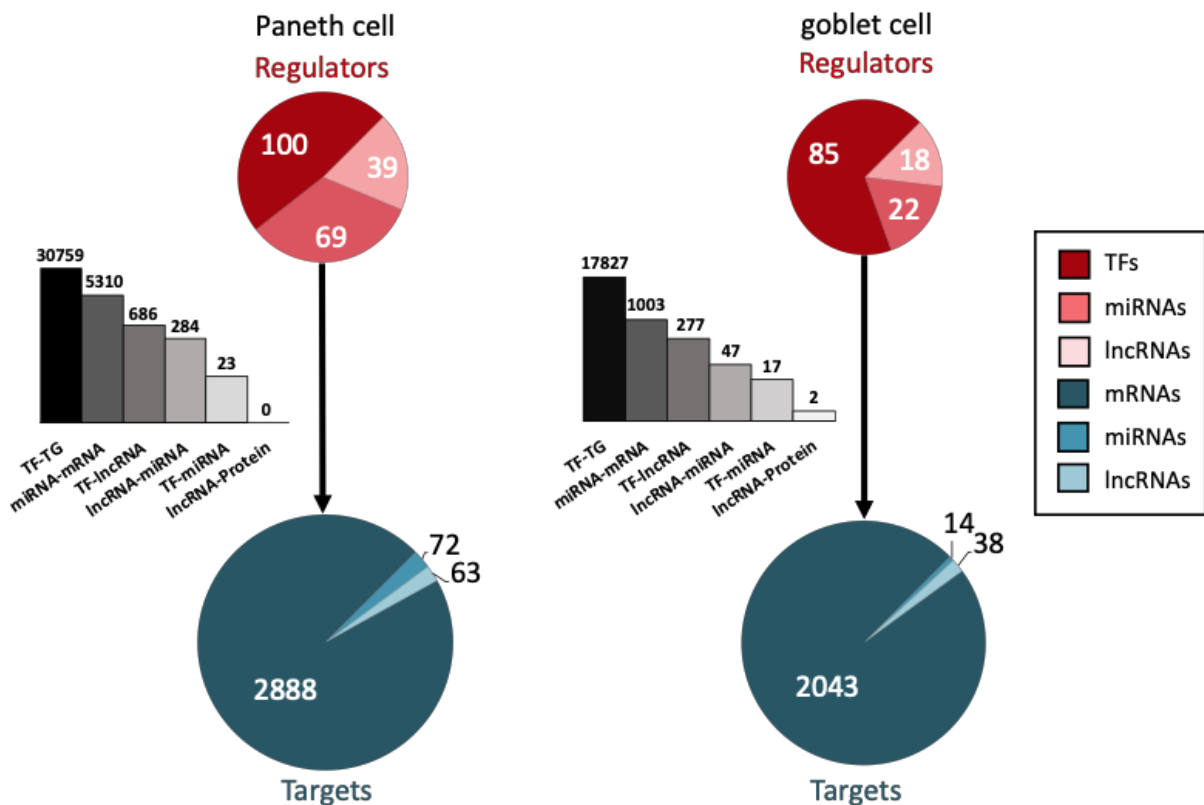 Paneth cell
Regulators
100
39
69
30759
5310
686
284
23
0
TF-TG
miRNA-mRNA
TF-lncRNA
lncRNA-miRNA
TF-miRNA
lncRNA-Protein
72
63
2888
Targets
goblet cell
Regulators
85
18
22
17827
1003
277
47
17
2
TF-TG
miRNA-mRNA
TF-lncRNA
lncRNA-miRNA
TF-miRNA
lncRNA-Protein
14
38
2043
Targets
TFs
miRNAs
lncRNAs
mRNAs
miRNAs
lncRNAs